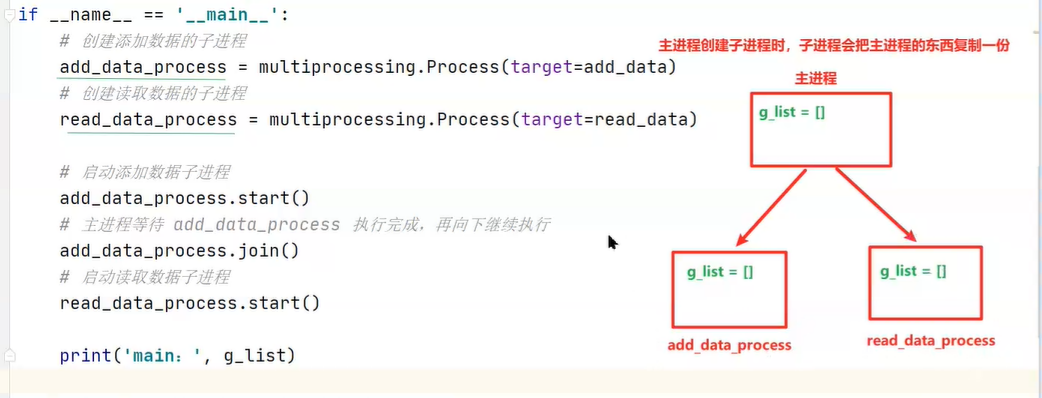 if __name__ == '__main__':
    # 创建添加数据的子进程
    add_data_process = multiprocessing.Process(target=add_data)
    # 创建读取数据的子进程
    read_data_process = multiprocessing.Process(target=read_data)
    # 启动添加数据子进程
    add_data_process.start()
    # 主进程等待 add_data_process 执行完成，再向下继续执行
    add_data_process.join()
    # 启动读取数据子进程
    read_data_process.start()
    print('main：', g_list)
主进程创建子进程时，子进程会把主进程的东西复制一份
主进程
g_list = []
g_list = []
g_list = []
add_data_process
read_data_process